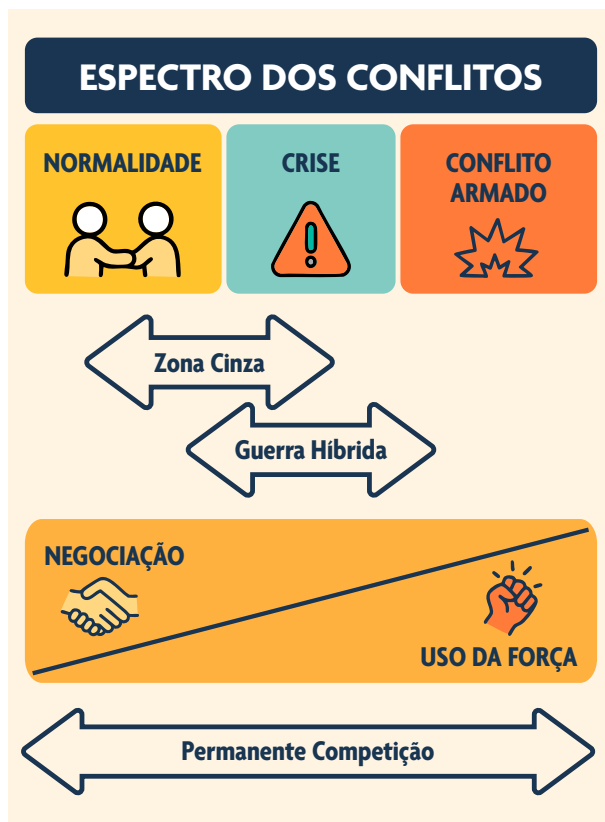 ESPECTRO DOS CONFLITOS
NORMALIDADE
CRISE
CONFLITO
ARMADO
Zona Cinza
Guerra Híbrida
NEGOCIAÇÃO
USO DA FORÇA
Permanente Competição